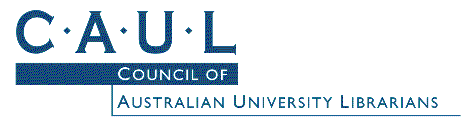 C·A·U·L
COUNCIL OF
AUSTRALIAN UNIVERSITY LIBRARIANS